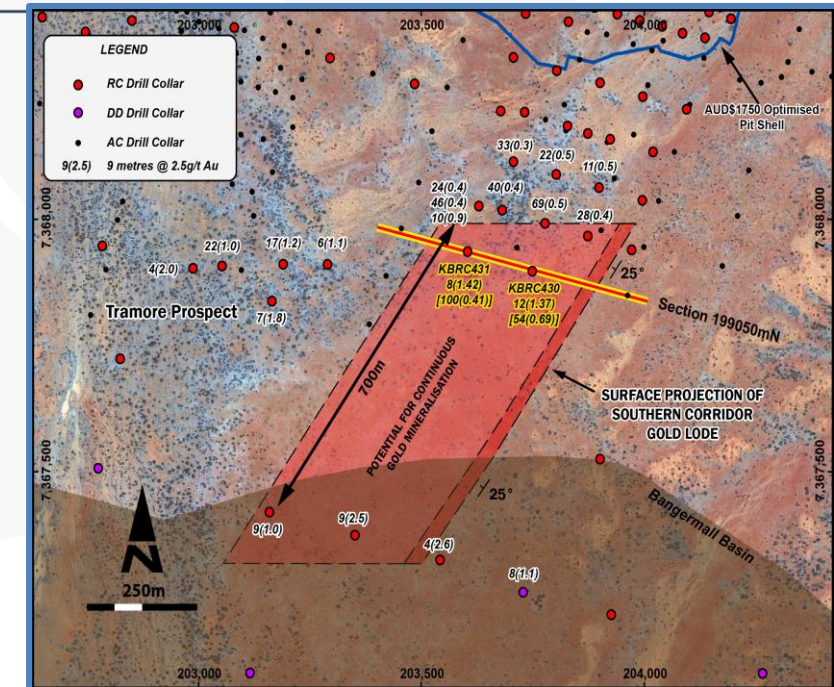 203,000
203,500
204,000
LEGEND
RC Drill Collar
DD Drill Collar
AC Drill Collar
9(2.5) 9 metres @ 2.5g/t Au
AUD$1750 Optimised
Pit Shell
33(0.3)
22(0.5)
11(0.5)
24(0.4)
46(0.4)
10(0.9)
40(0.4)
69(0.5)
28(0.4)
7,368,000
7,368,000
4(2.0)
22(1.0)
17(1.2)
6(1.1)
7(1.8)
Tramore Prospect
KBRC431
8(1.42)
[100(0.41)]
KBRC430
12(1.37)
[54(0.69)]
25°
Section 199050mN
700m
POTENTIAL FOR CONTINUOUS
GOLD MINERALISATION
SURFACE PROJECTION OF
SOUTHERN CORRIDOR
GOLD LODE
7,367,500
7,367,500
25°
Bangermall Basin
9(1.0)
9(2.5)
4(2.6)
8(1.1)
N
250m
203,000
203,500
204,000